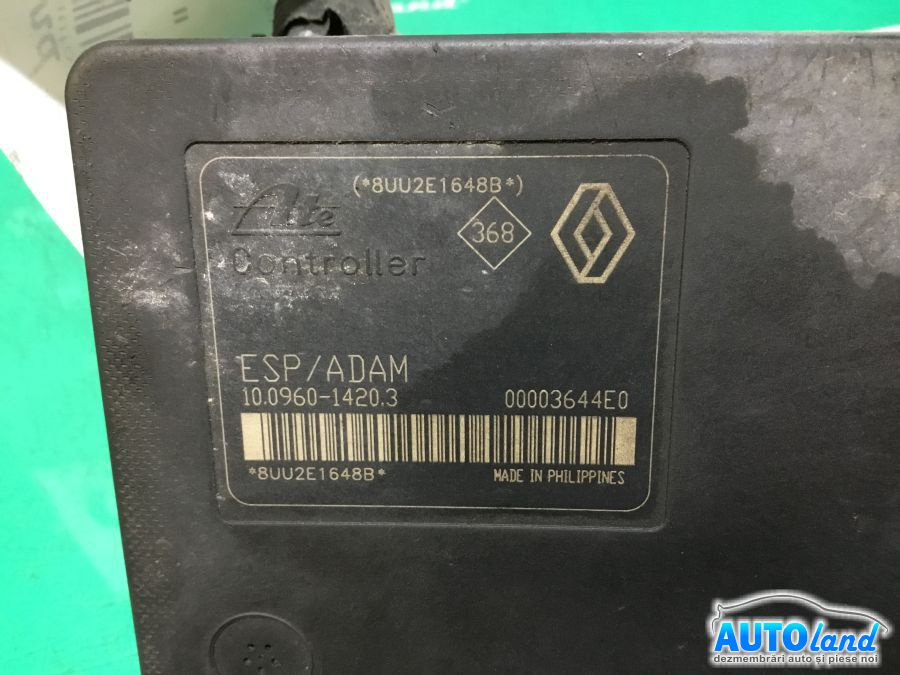 (*8UU2E1648B*)
Ate
368
Controller
ESP/ADAM
10.0960-1420.3 00003644E0
*8UU2E1648B* MADE IN PHILIPPINES
AUTOland
dezmembrări auto și piese noi